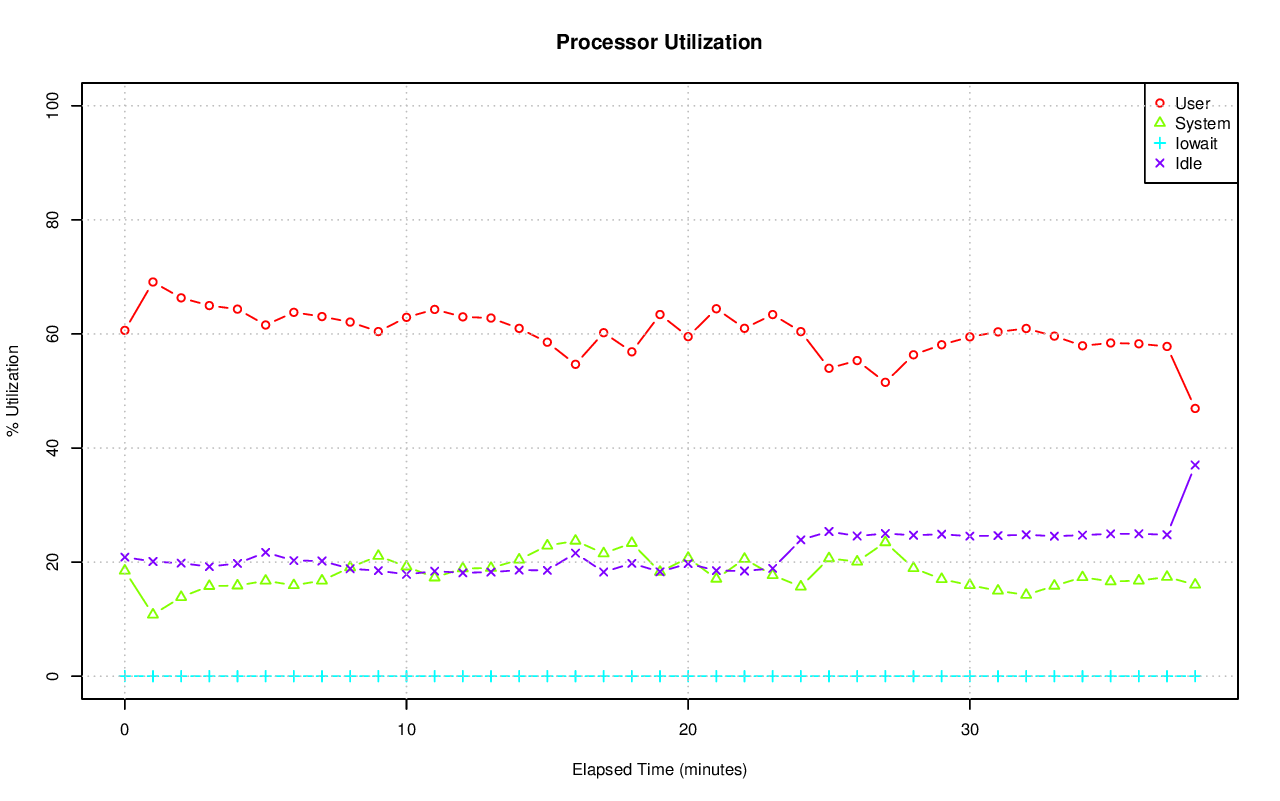 Processor Utilization
User
System
Iowait
Idle
100
80
60
40
20
0
% Utilization
0 10 20 30
Elapsed Time (minutes)